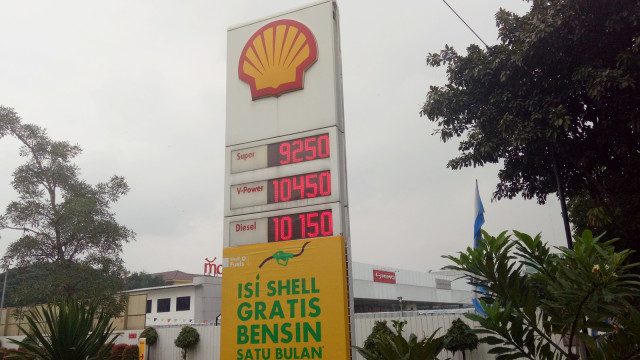 Super 9250
V-Power 10450
Diesel 10 150
ISI SHELL
GRATIS
BENSIN
SATU BULAN*